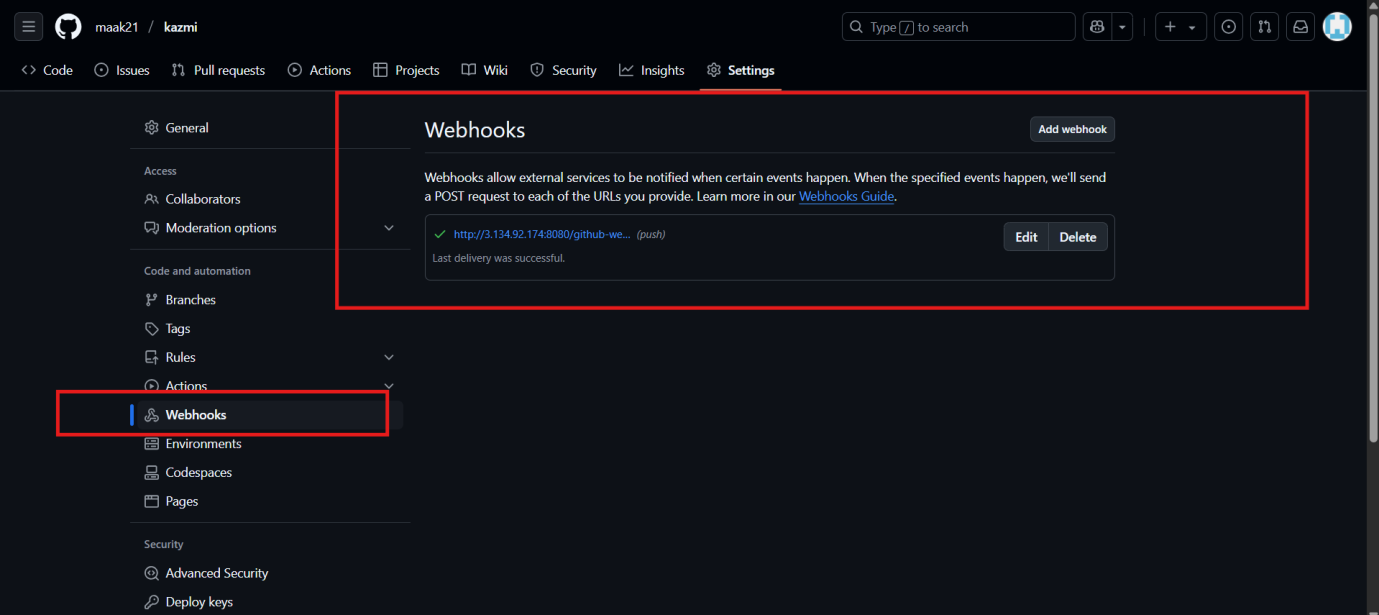 maak21 / kazmi
Type / to search
Code Issues Pull requests Actions Projects Wiki Security Insights Settings
General
Access
Collaborators
Moderation options
Code and automation
Branches
Tags
Rules
Actions
Webhooks
Environments
Codespaces
Pages
Security
Advanced Security
Deploy keys
Webhooks
Add webhook
Webhooks allow external services to be notified when certain events happen. When the specified events happen, we'll send
a POST request to each of the URLs you provide. Learn more in our Webhooks Guide.
http://3.134.92.174:8080/github-we... (push)
Edit Delete
Last delivery was successful.